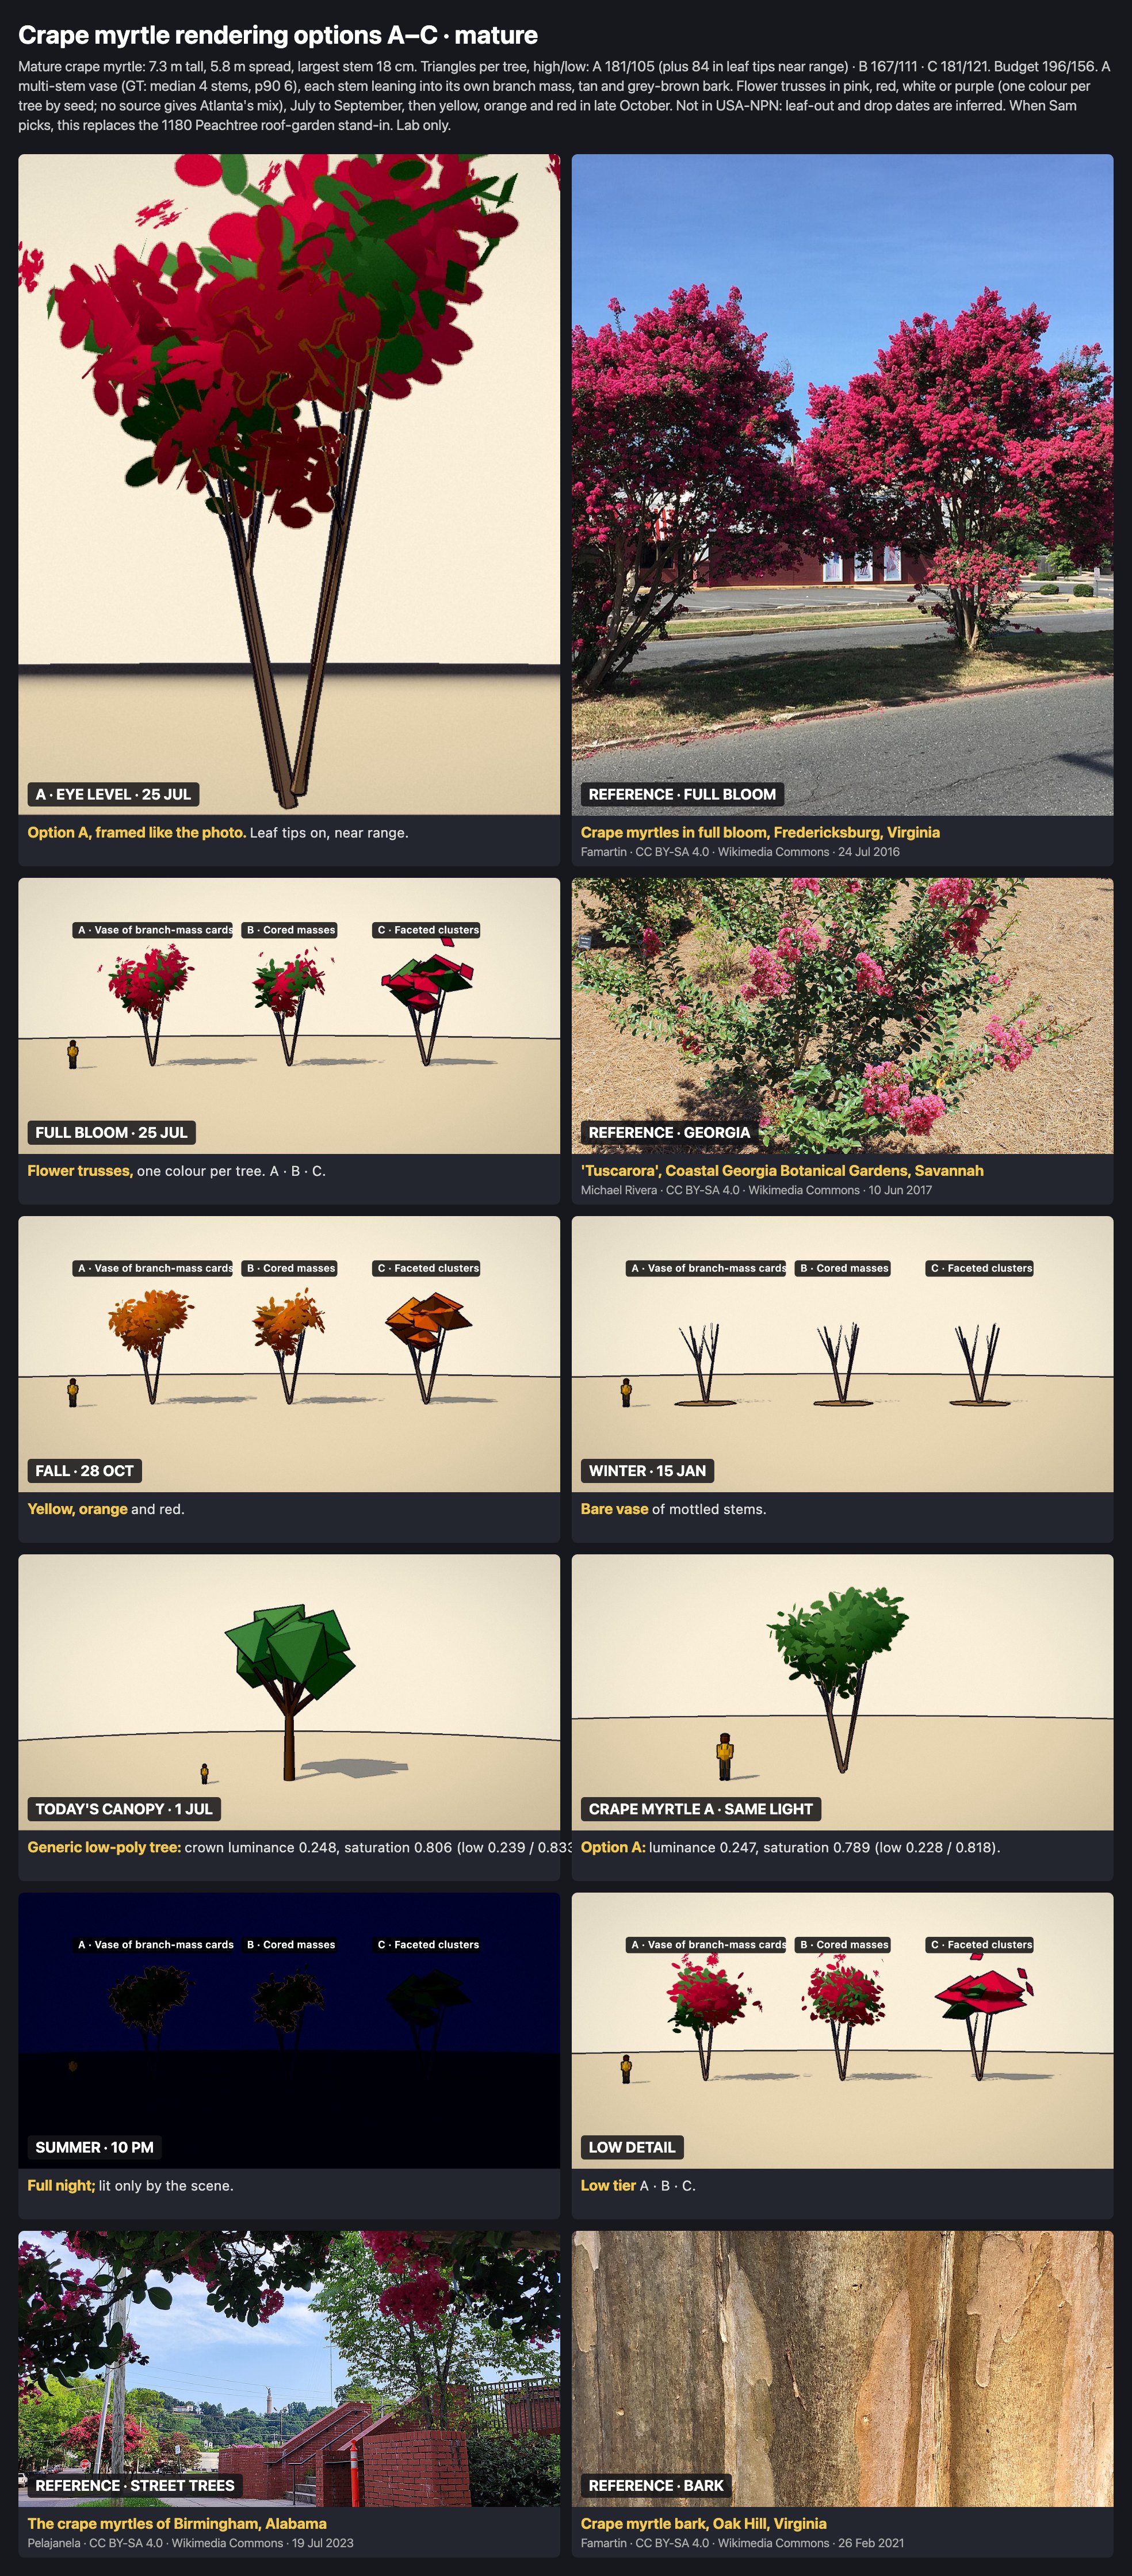 Crape myrtle rendering options A–C · mature
Mature crape myrtle: 7.3 m tall, 5.8 m spread, largest stem 18 cm. Triangles per tree, high/low: A 181/105 (plus 84 in leaf tips near range) · B 167/111 · C 181/121. Budget 196/156. A
multi-stem vase (GT: median 4 stems, p90 6), each stem leaning into its own branch mass, tan and grey-brown bark. Flower trusses in pink, red, white or purple (one colour per
tree by seed; no source gives Atlanta's mix), July to September, then yellow, orange and red in late October. Not in USA-NPN: leaf-out and drop dates are inferred. When Sam
picks, this replaces the 1180 Peachtree roof-garden stand-in. Lab only.
A · EYE LEVEL · 25 JUL
Option A, framed like the photo. Leaf tips on, near range.
REFERENCE · FULL BLOOM
Crape myrtles in full bloom, Fredericksburg, Virginia
Famartin · CC BY-SA 4.0 · Wikimedia Commons · 24 Jul 2016
A · Vase of branch-mass cards
B · Cored masses
C · Faceted clusters
FULL BLOOM · 25 JUL
Flower trusses, one colour per tree. A · B · C.
REFERENCE · GEORGIA
'Tuscarora', Coastal Georgia Botanical Gardens, Savannah
Michael Rivera · CC BY-SA 4.0 · Wikimedia Commons · 10 Jun 2017
A · Vase of branch-mass cards
B · Cored masses
C · Faceted clusters
FALL · 28 OCT
Yellow, orange and red.
A · Vase of branch-mass cards
B · Cored masses
C · Faceted clusters
WINTER · 15 JAN
Bare vase of mottled stems.
TODAY'S CANOPY · 1 JUL
Generic low-poly tree: crown luminance 0.248, saturation 0.806 (low 0.239 / 0.833
CRAPE MYRTLE A · SAME LIGHT
Option A: luminance 0.247, saturation 0.789 (low 0.228 / 0.818).
A · Vase of branch-mass cards
B · Cored masses
C · Faceted clusters
SUMMER · 10 PM
Full night; lit only by the scene.
A · Vase of branch-mass cards
B · Cored masses
C · Faceted clusters
LOW DETAIL
Low tier A · B · C.
REFERENCE · STREET TREES
The crape myrtles of Birmingham, Alabama
Pelajanela · CC BY-SA 4.0 · Wikimedia Commons · 19 Jul 2023
REFERENCE · BARK
Crape myrtle bark, Oak Hill, Virginia
Famartin · CC BY-SA 4.0 · Wikimedia Commons · 26 Feb 2021